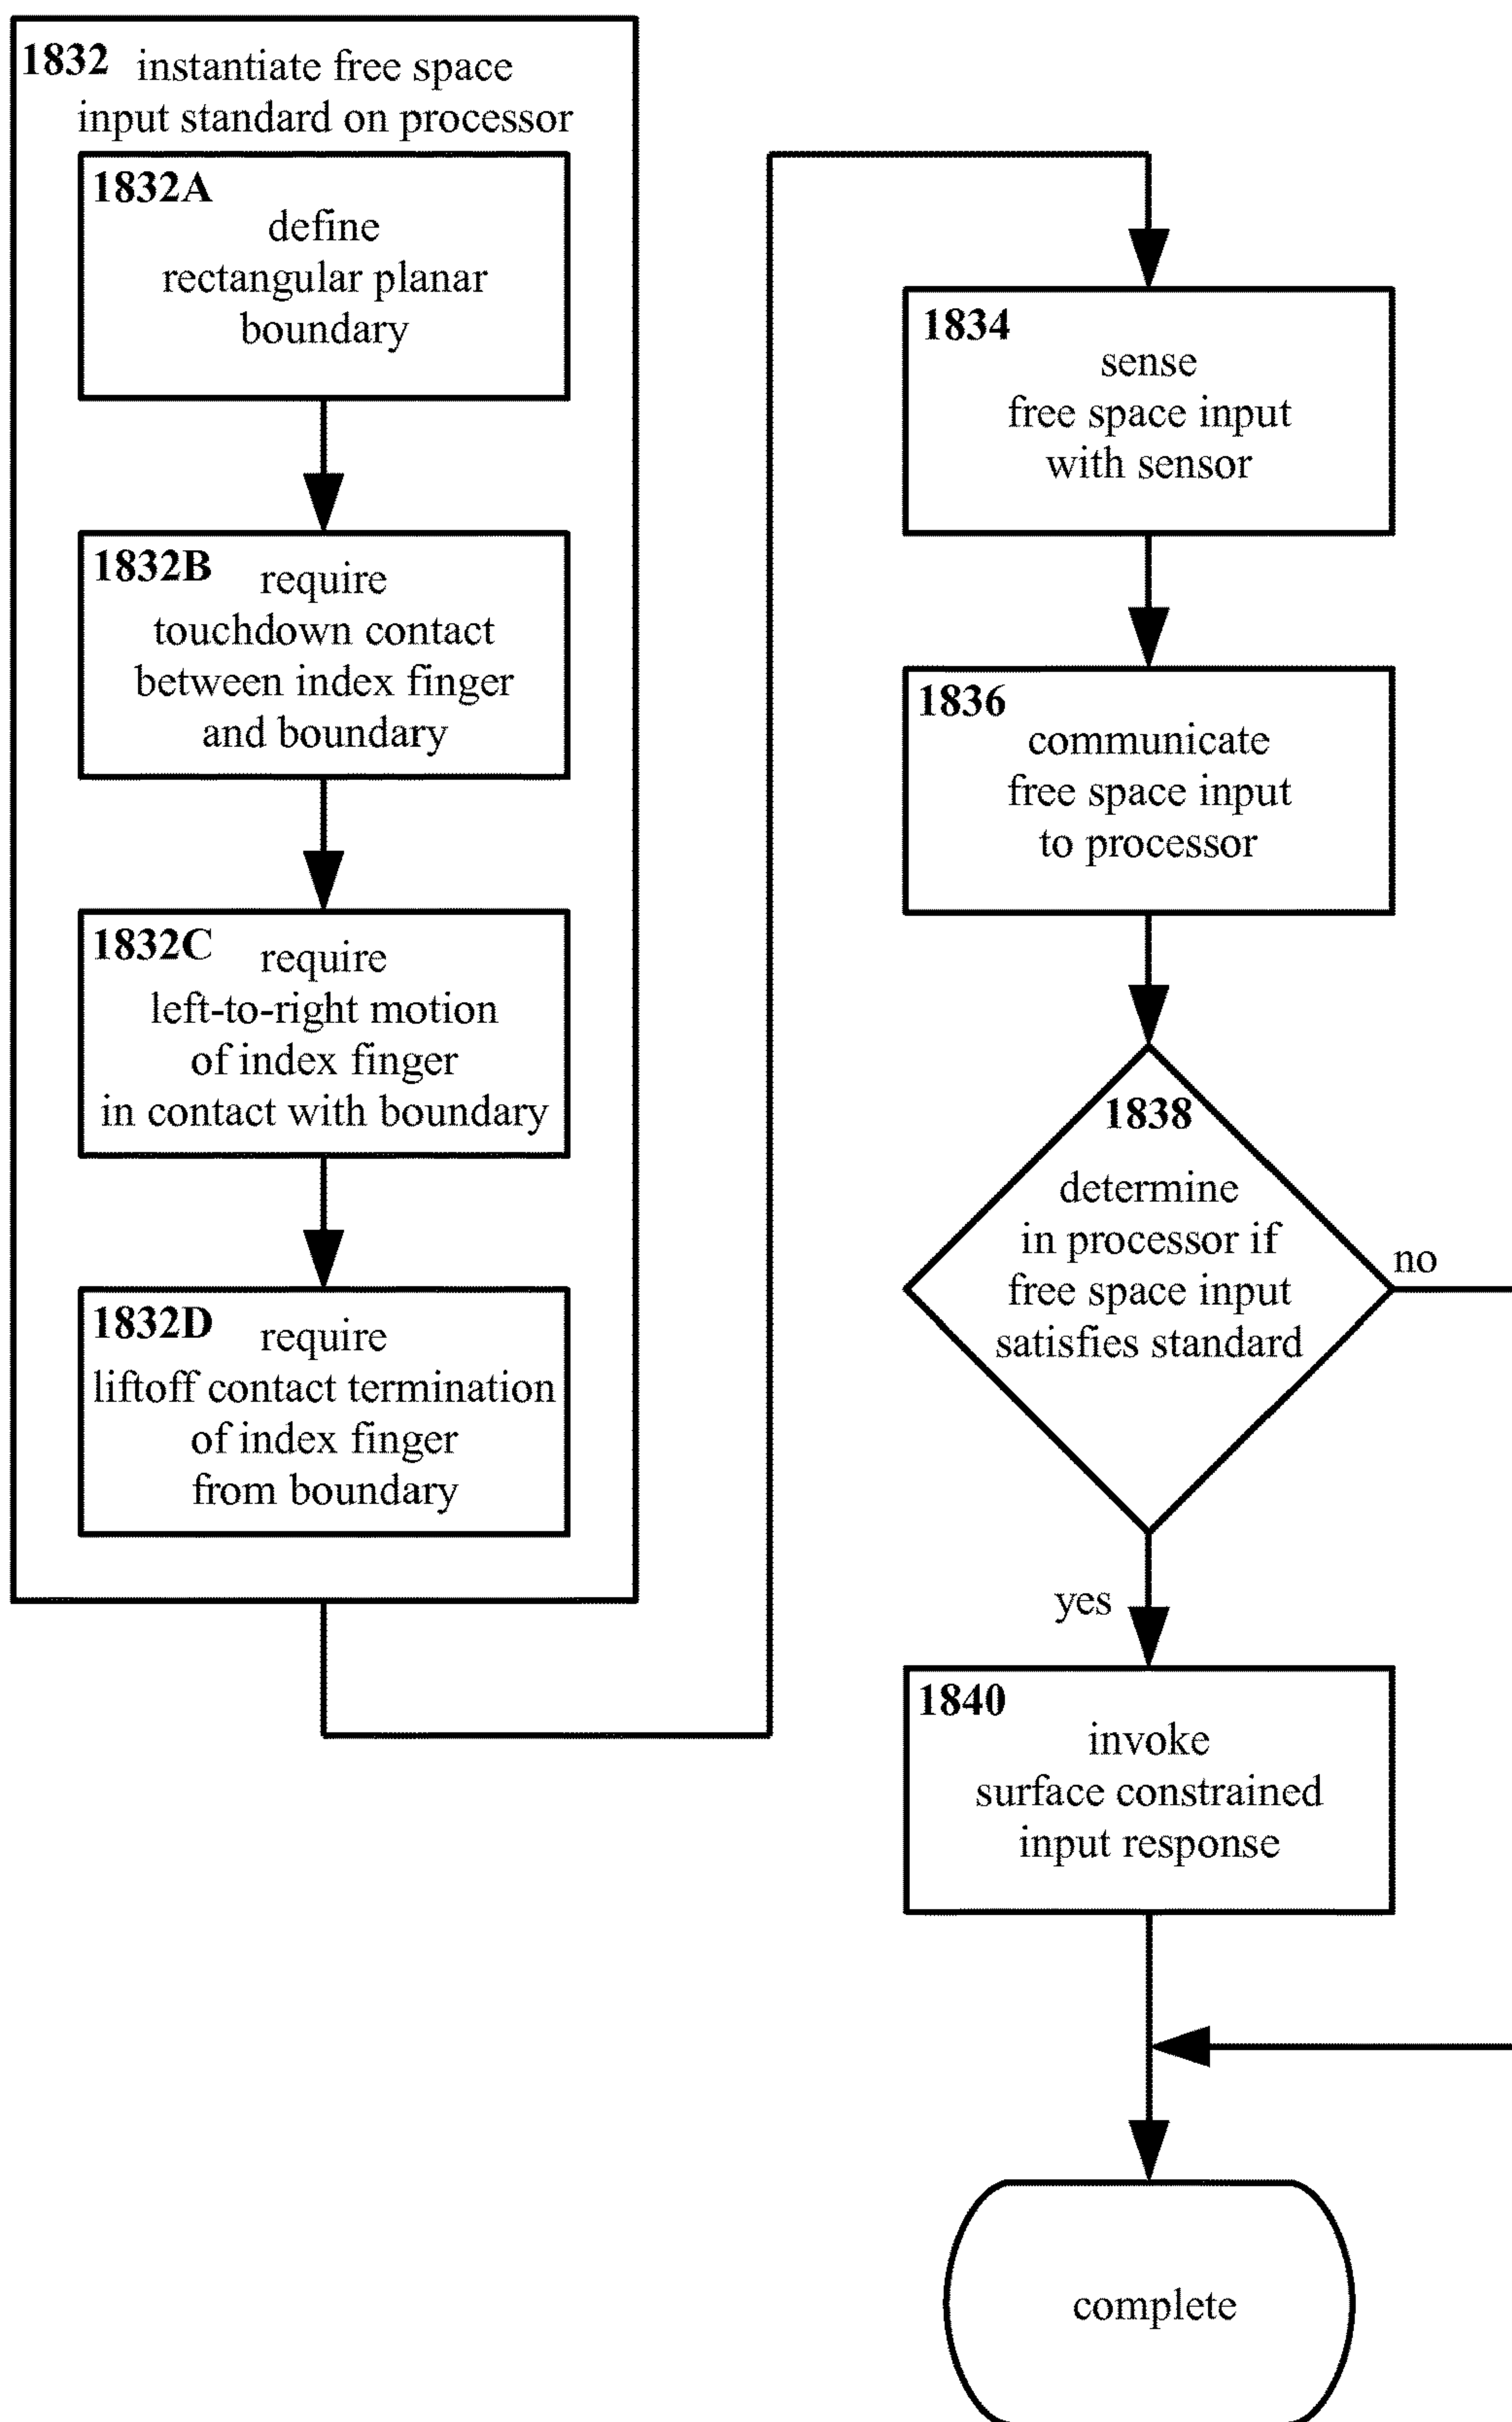 1832 instantiate free space
input standard on processor
1832A
define
rectangular planar
boundary
1832B require
touchdown contact
between index finger
and boundary
1832C require
left-to-right motion
of index finger
in contact with boundary
1832D require
liftoff contact termination
of index finger
from boundary
1834
sense
free space input
with sensor
1836
communicate
free space input
to processor
1838
determine
in processor if
free space input
satisfies standard
no
yes
1840
invoke
surface constrained
input response
complete